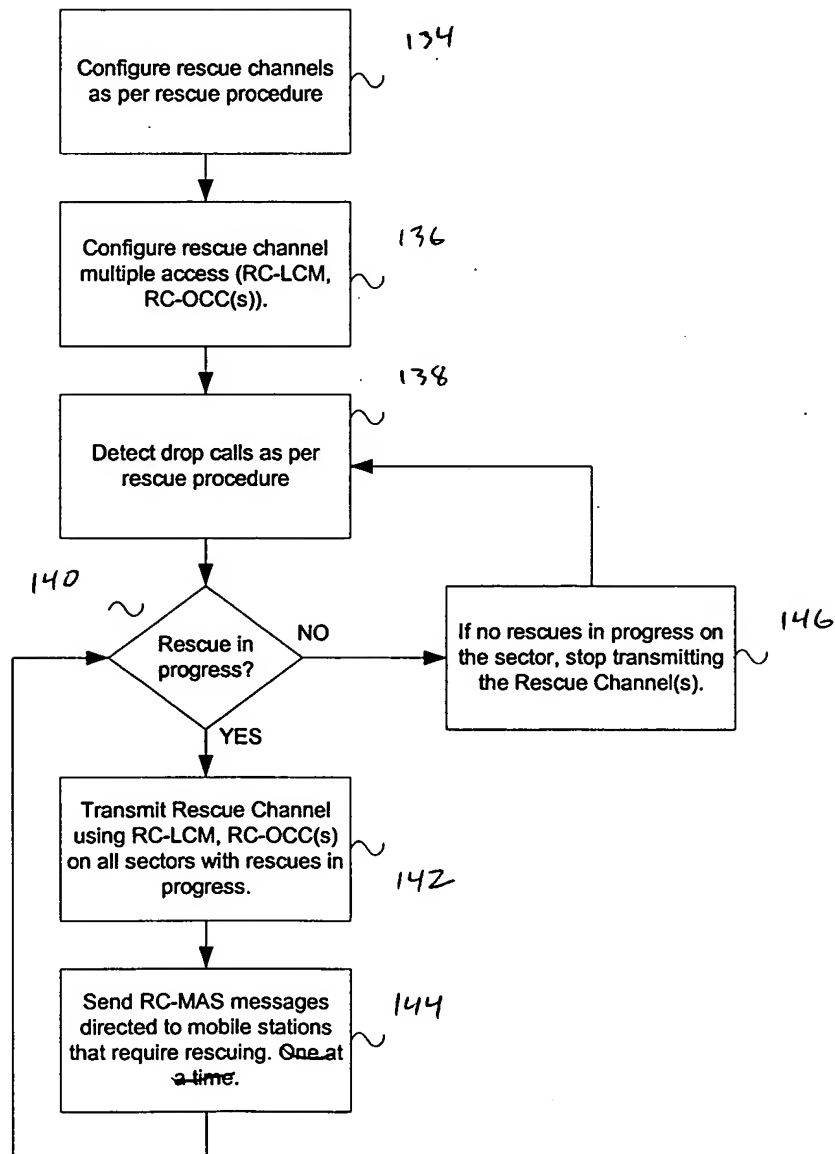 134
Configure rescue channels
as per rescue procedure
136
Configure rescue channel
multiple access (RC-LCM,
RC-OCC(s)).
138
Detect drop calls as per
rescue procedure
140
Rescue in
progress?
NO
If no rescues in progress on
the sector, stop transmitting
the Rescue Channel(s).
146
YES
Transmit Rescue Channel
using RC-LCM, RC-OCC(s)
on all sectors with rescues in
progress.
142
Send RC-MAS messages
directed to mobile stations
that require rescuing. One at
a time.
144